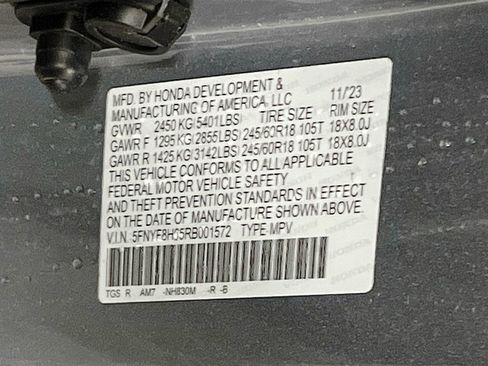 MFD. BY HONDA DEVELOPMENT & 11/23
MANUFACTURING OF AMERICA, LLC
GVWR 2450 KG(5401LBS) TIRE SIZE RIM SIZE
GAWR F 1295 KG(2855LBS) 245/60R18 105T 18X8.0J
GAWR R 1425 KG(3142LBS) 245/60R18 105T 18X8.0J
THIS VEHICLE CONFORMS TO ALL APPLICABLE
FEDERAL MOTOR VEHICLE SAFETY
AND THEFT PREVENTION STANDARDS IN EFFECT
ON THE DATE OF MANUFACTURE SHOWN ABOVE.
V.I.N. 5FNYF8H05RB001572 TYPE:MPV
TGS R AM7 -NH830M -R -B